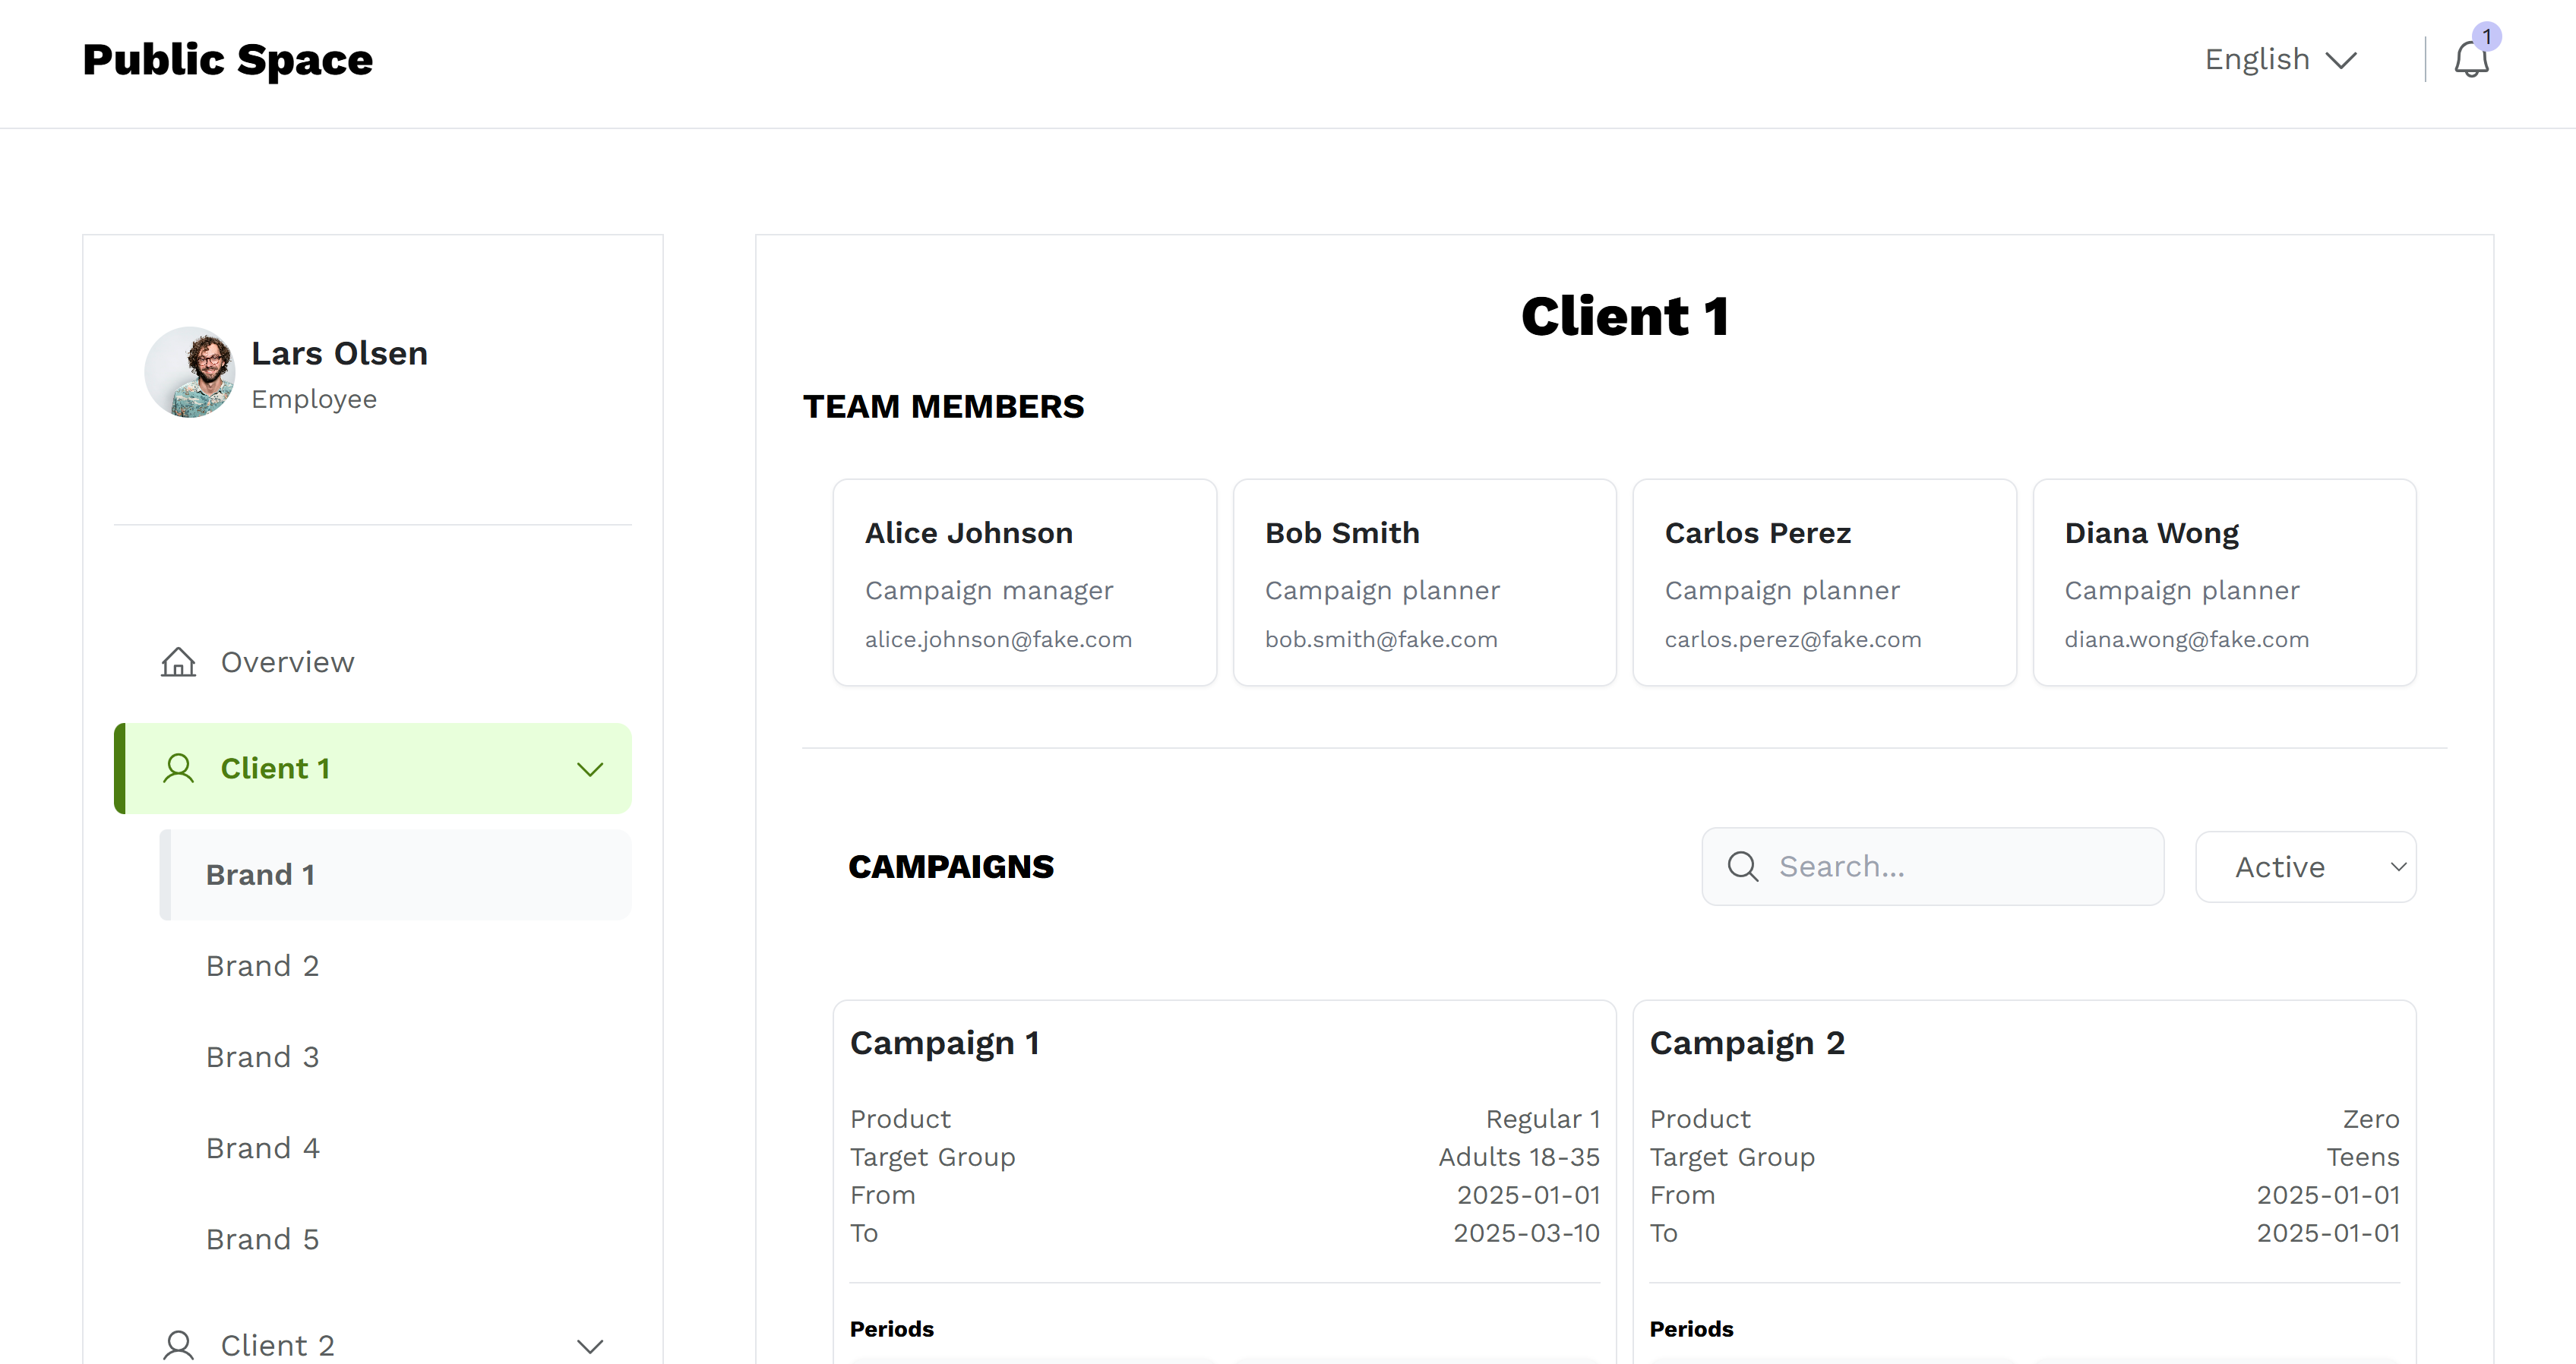 Public Space
English
1
Lars Olsen
Employee
Overview
Client 1
Brand 1
Brand 2
Brand 3
Brand 4
Brand 5
Client 2
Client 1
TEAM MEMBERS
Alice Johnson
Campaign manager
alice.johnson@fake.com
Bob Smith
Campaign planner
bob.smith@fake.com
Carlos Perez
Campaign planner
carlos.perez@fake.com
Diana Wong
Campaign planner
diana.wong@fake.com
CAMPAIGNS
Search...
Active
Campaign 1
Product Regular 1
Target Group Adults 18-35
From 2025-01-01
To 2025-03-10
Periods
Campaign 2
Product Zero
Target Group Teens
From 2025-01-01
To 2025-01-01
Periods